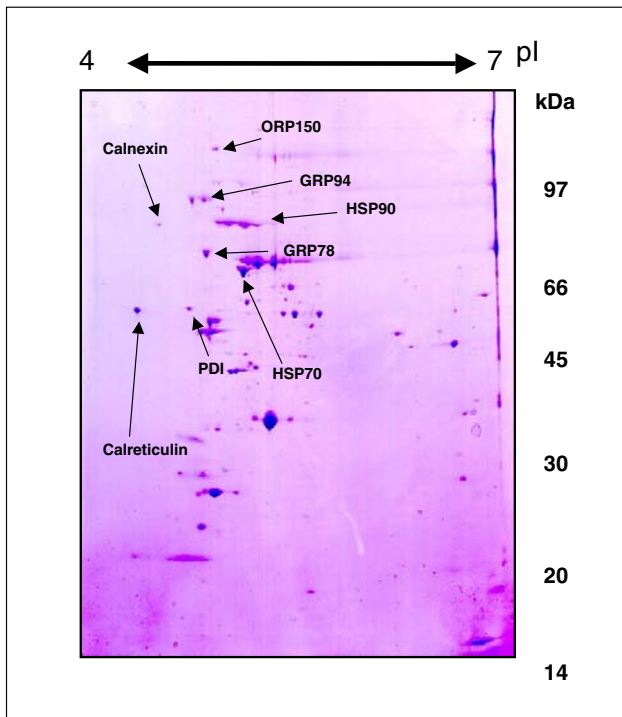 4 7 pI
kDa
ORP150
Calnexin
GRP94
97
HSP90
GRP78
66
45
PDI
HSP70
Calreticulin
30
20
14